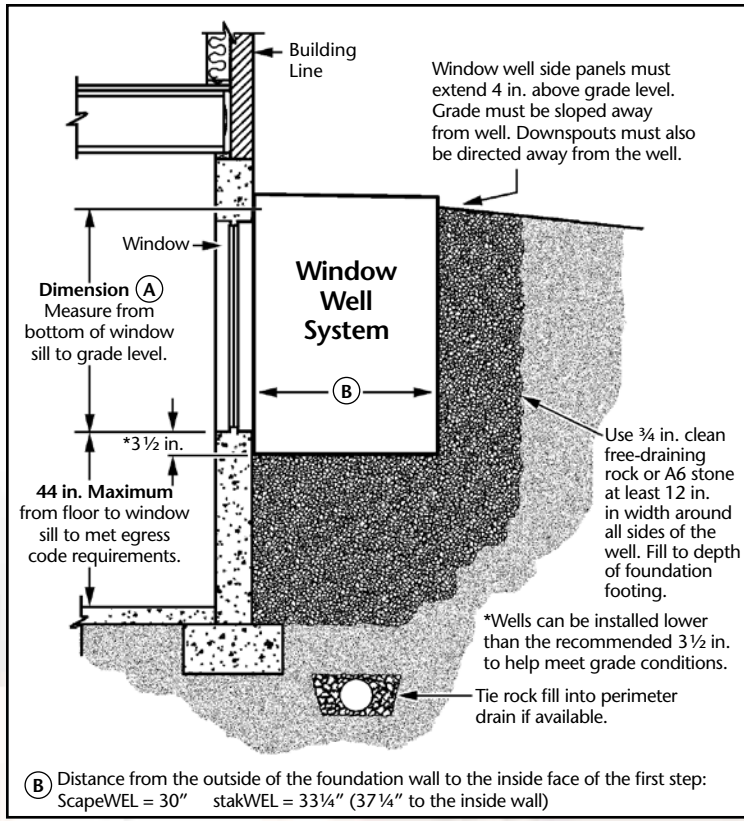 Building
Line
Window well side panels must
extend 4 in. above grade level.
Grade must be sloped away
from well. Downspouts must also
be directed away from the well.
Window
Dimension Ⓐ
Measure from
bottom of window
sill to grade level.
Window
Well
System
Ⓑ
*3½ in.
44 in. Maximum
from floor to window
sill to met egress
code requirements.
Use ¾ in. clean
free-draining
rock or A6 stone
at least 12 in.
in width around
all sides of the
well. Fill to depth
of foundation
footing.
*Wells can be installed lower
than the recommended 3½ in.
to help meet grade conditions.
Tie rock fill into perimeter
drain if available.
Ⓑ Distance from the outside of the foundation wall to the inside face of the first step:
ScapeWEL = 30″ stakWEL = 33¼″ (37¼″ to the inside wall)